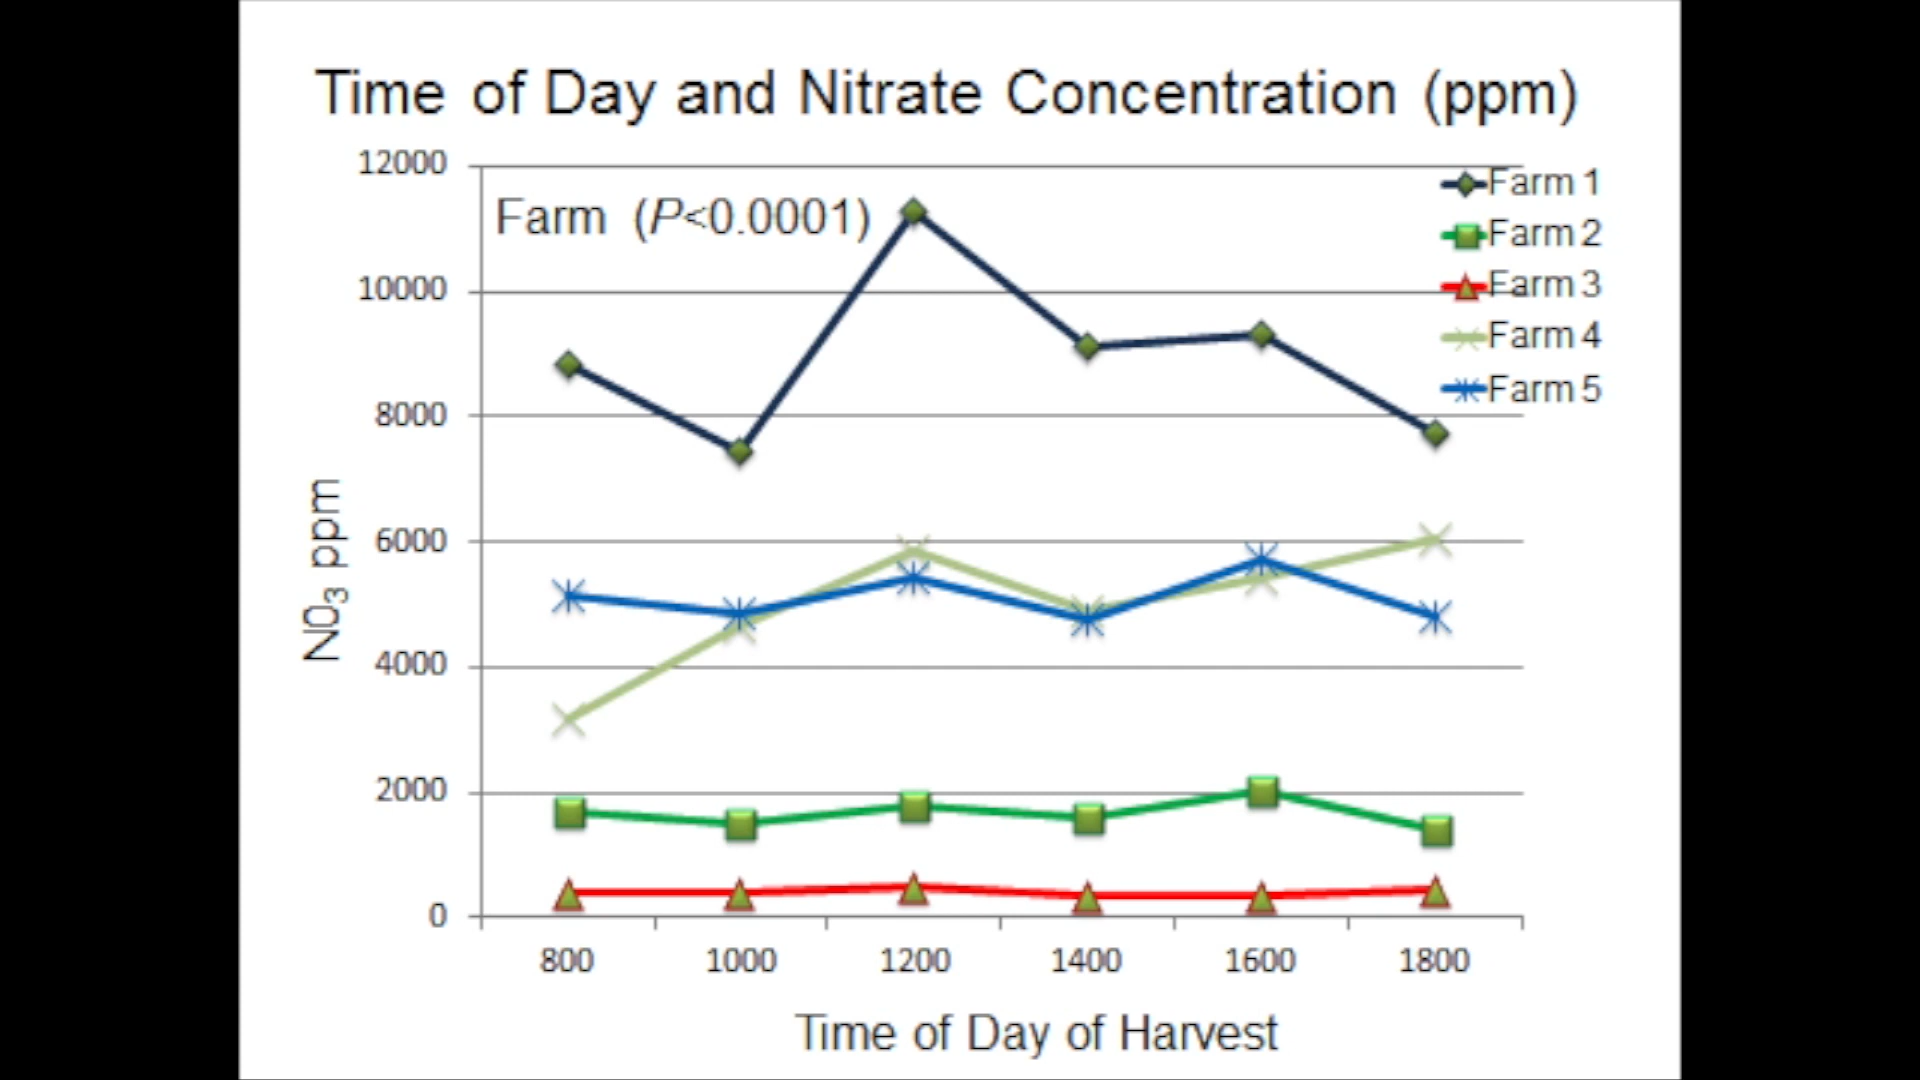 Time of Day and Nitrate Concentration (ppm)
12000
10000
8000
6000
4000
2000
0
N0₃ ppm
Farm (P<0.0001)
Farm 1
Farm 2
Farm 3
Farm 4
Farm 5
800 1000 1200 1400 1600 1800
Time of Day of Harvest